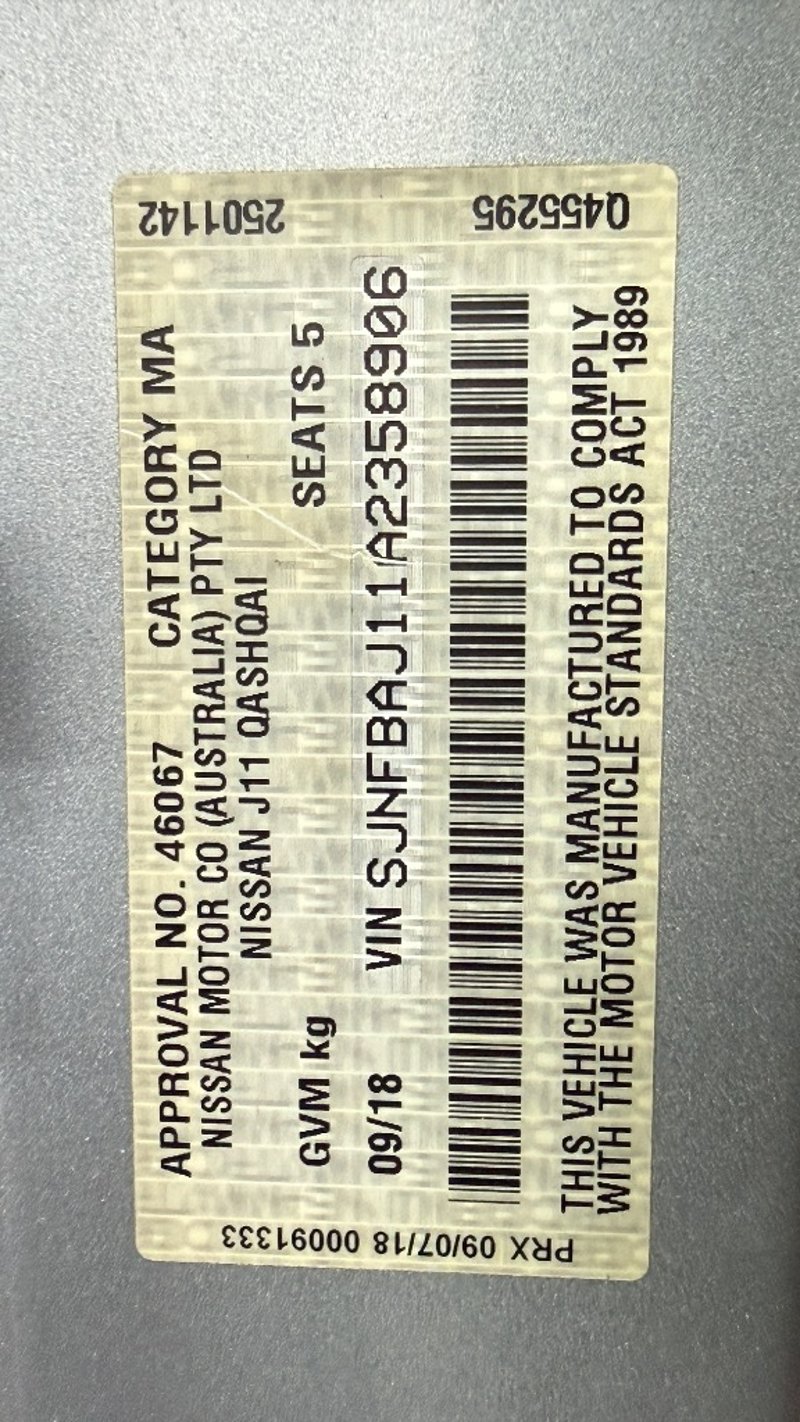 APPROVAL NO. 46067 CATEGORY MA
NISSAN MOTOR CO (AUSTRALIA) PTY LTD
NISSAN J11 QASHQAI
GVM kg SEATS 5
09/18 VIN SJNFBAJ11A2358906
THIS VEHICLE WAS MANUFACTURED TO COMPLY
WITH THE MOTOR VEHICLE STANDARDS ACT 1989
2501142
Q455295
PRX 09/07/18 00091333